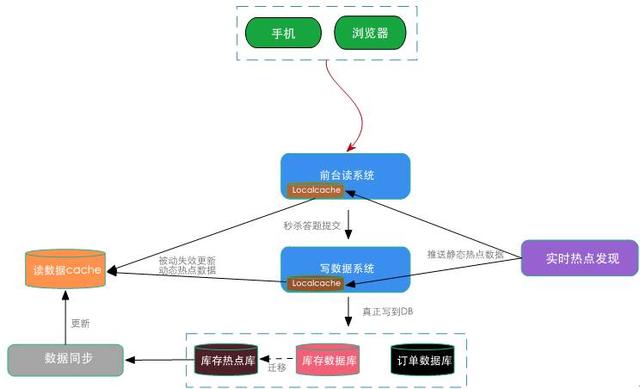 手机
浏览器
前台读系统
Localcache
秒杀答题提交
读数据cache
被动失效更新
动态热点数据
写数据系统
Localcache
推送静态热点数据
实时热点发现
更新
真正写到DB
数据同步
库存热点库
迁移
库存数据库
订单数据库